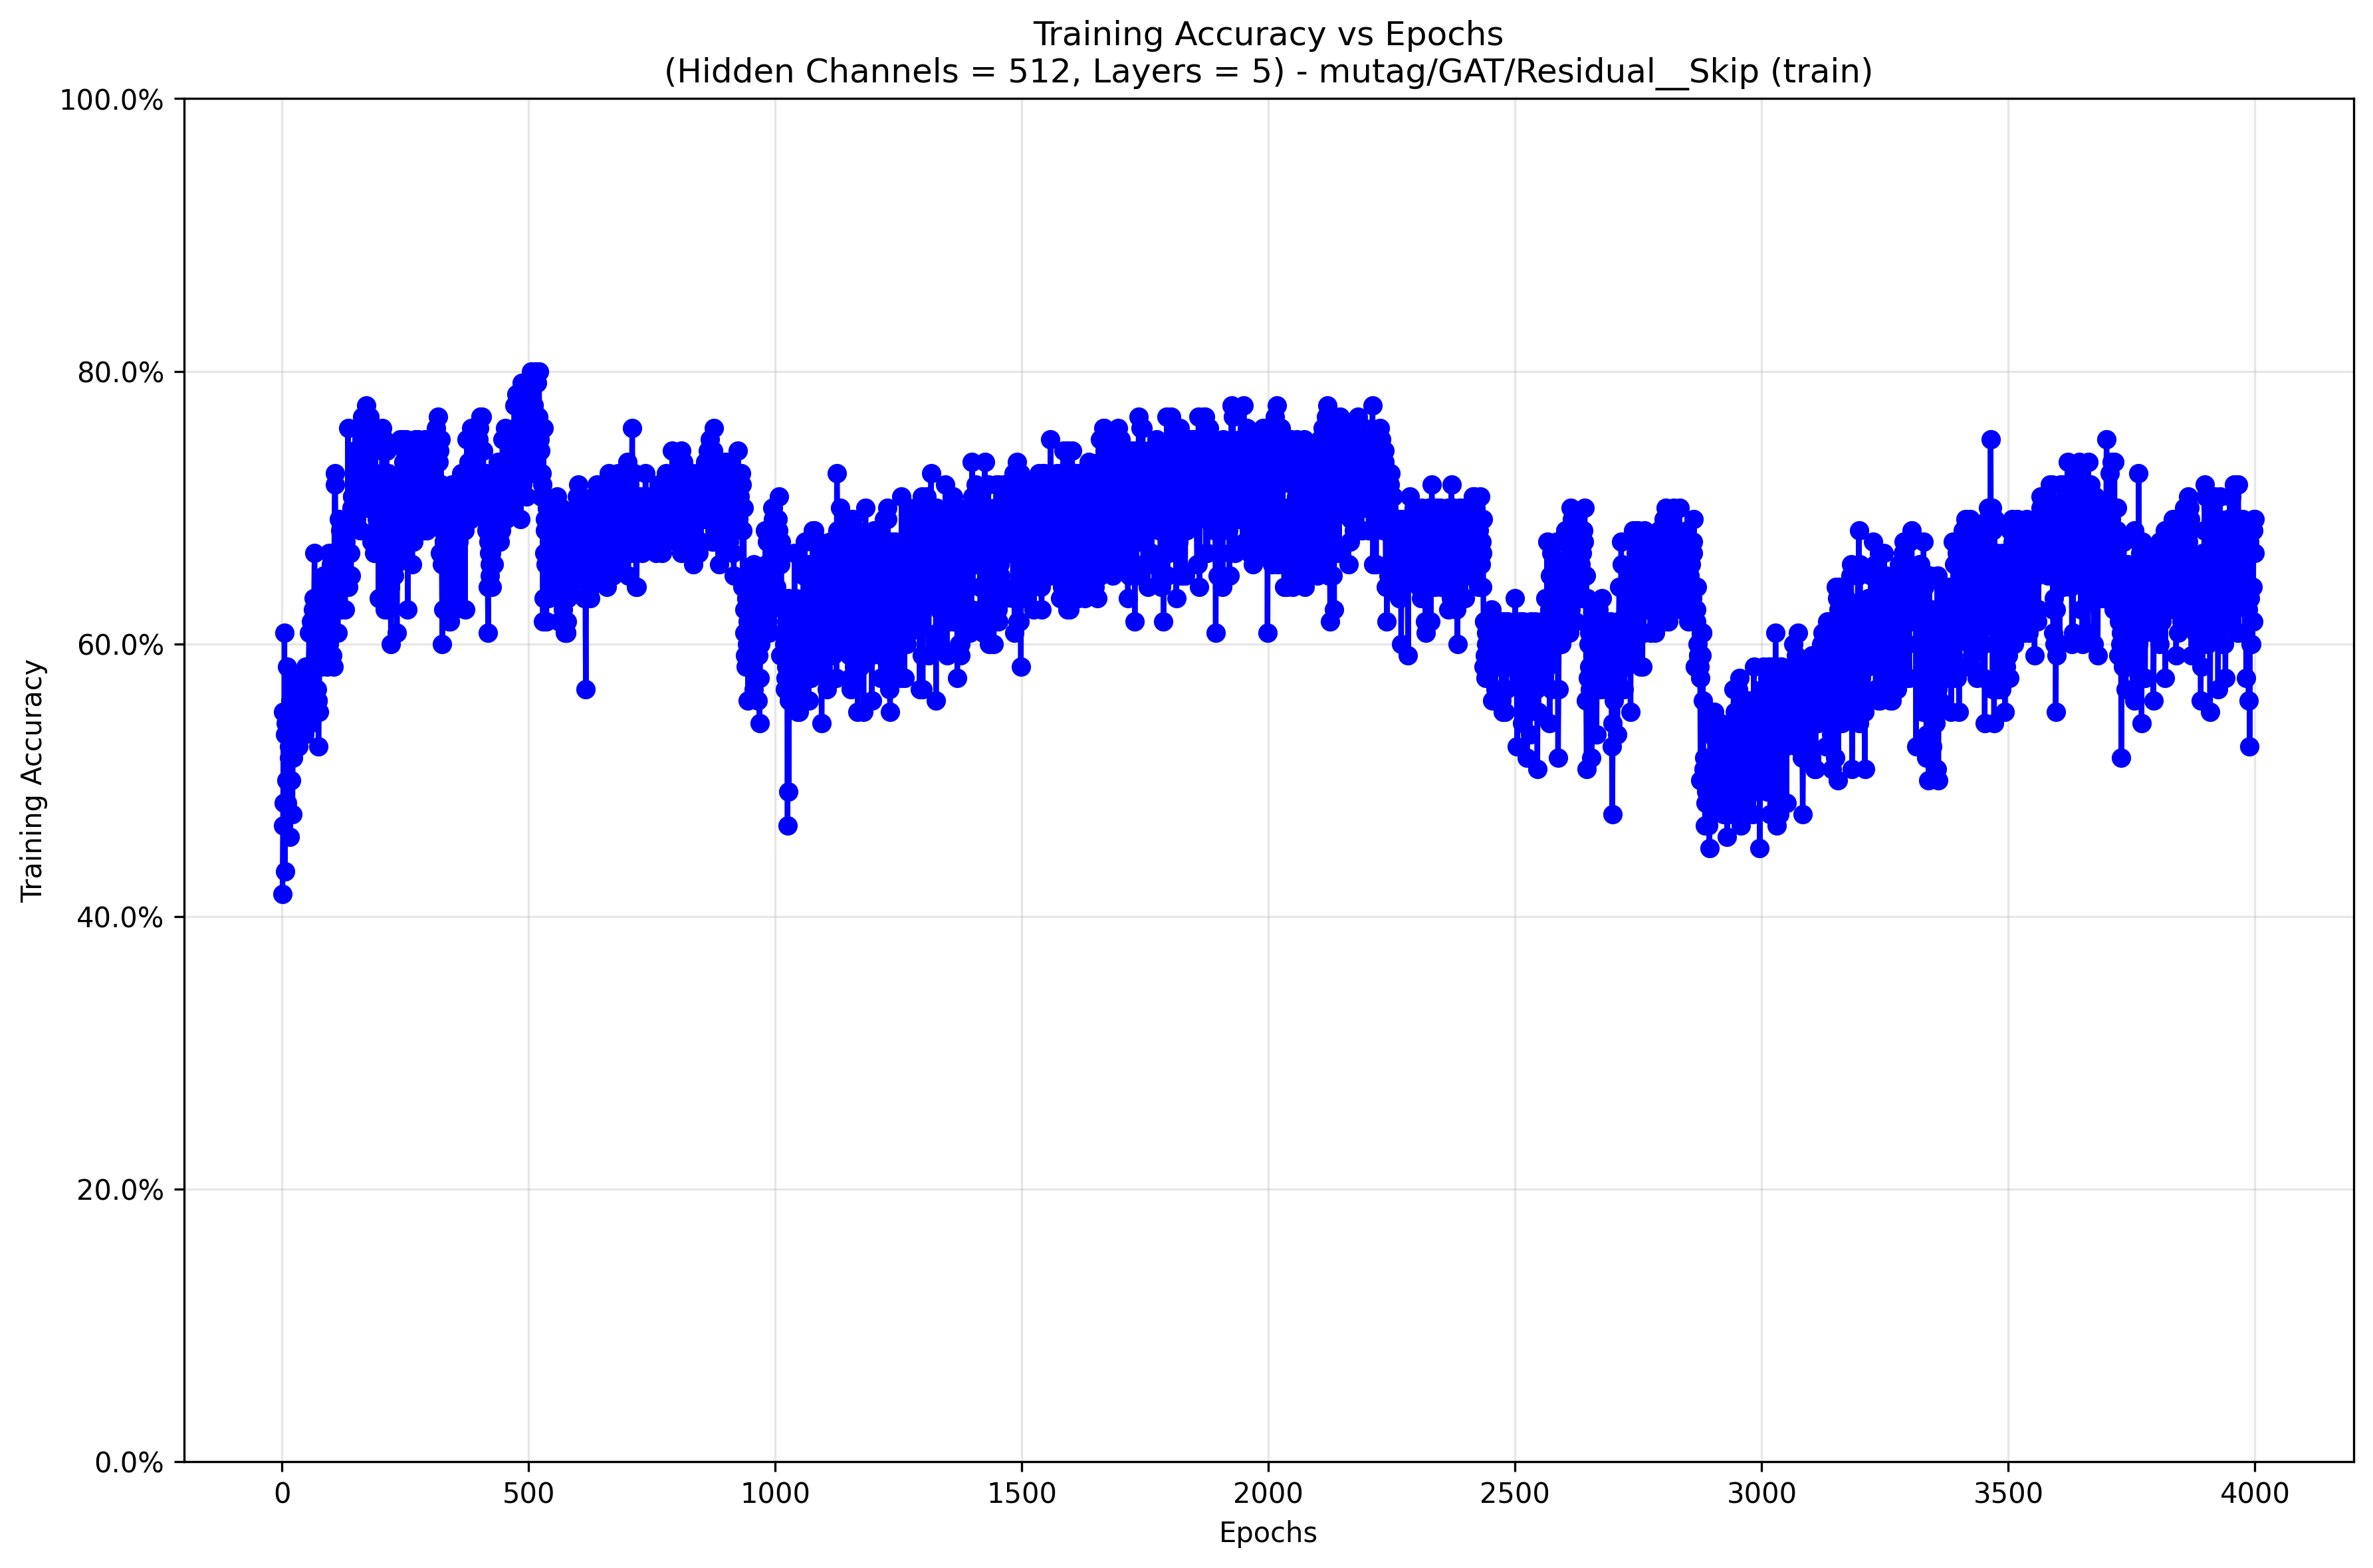 Training Accuracy vs Epochs
(Hidden Channels = 512, Layers = 5) - mutag/GAT/Residual__Skip (train)
100.0%
80.0%
60.0%
40.0%
20.0%
0.0%
Training Accuracy
0 500 1000 1500 2000 2500 3000 3500 4000
Epochs